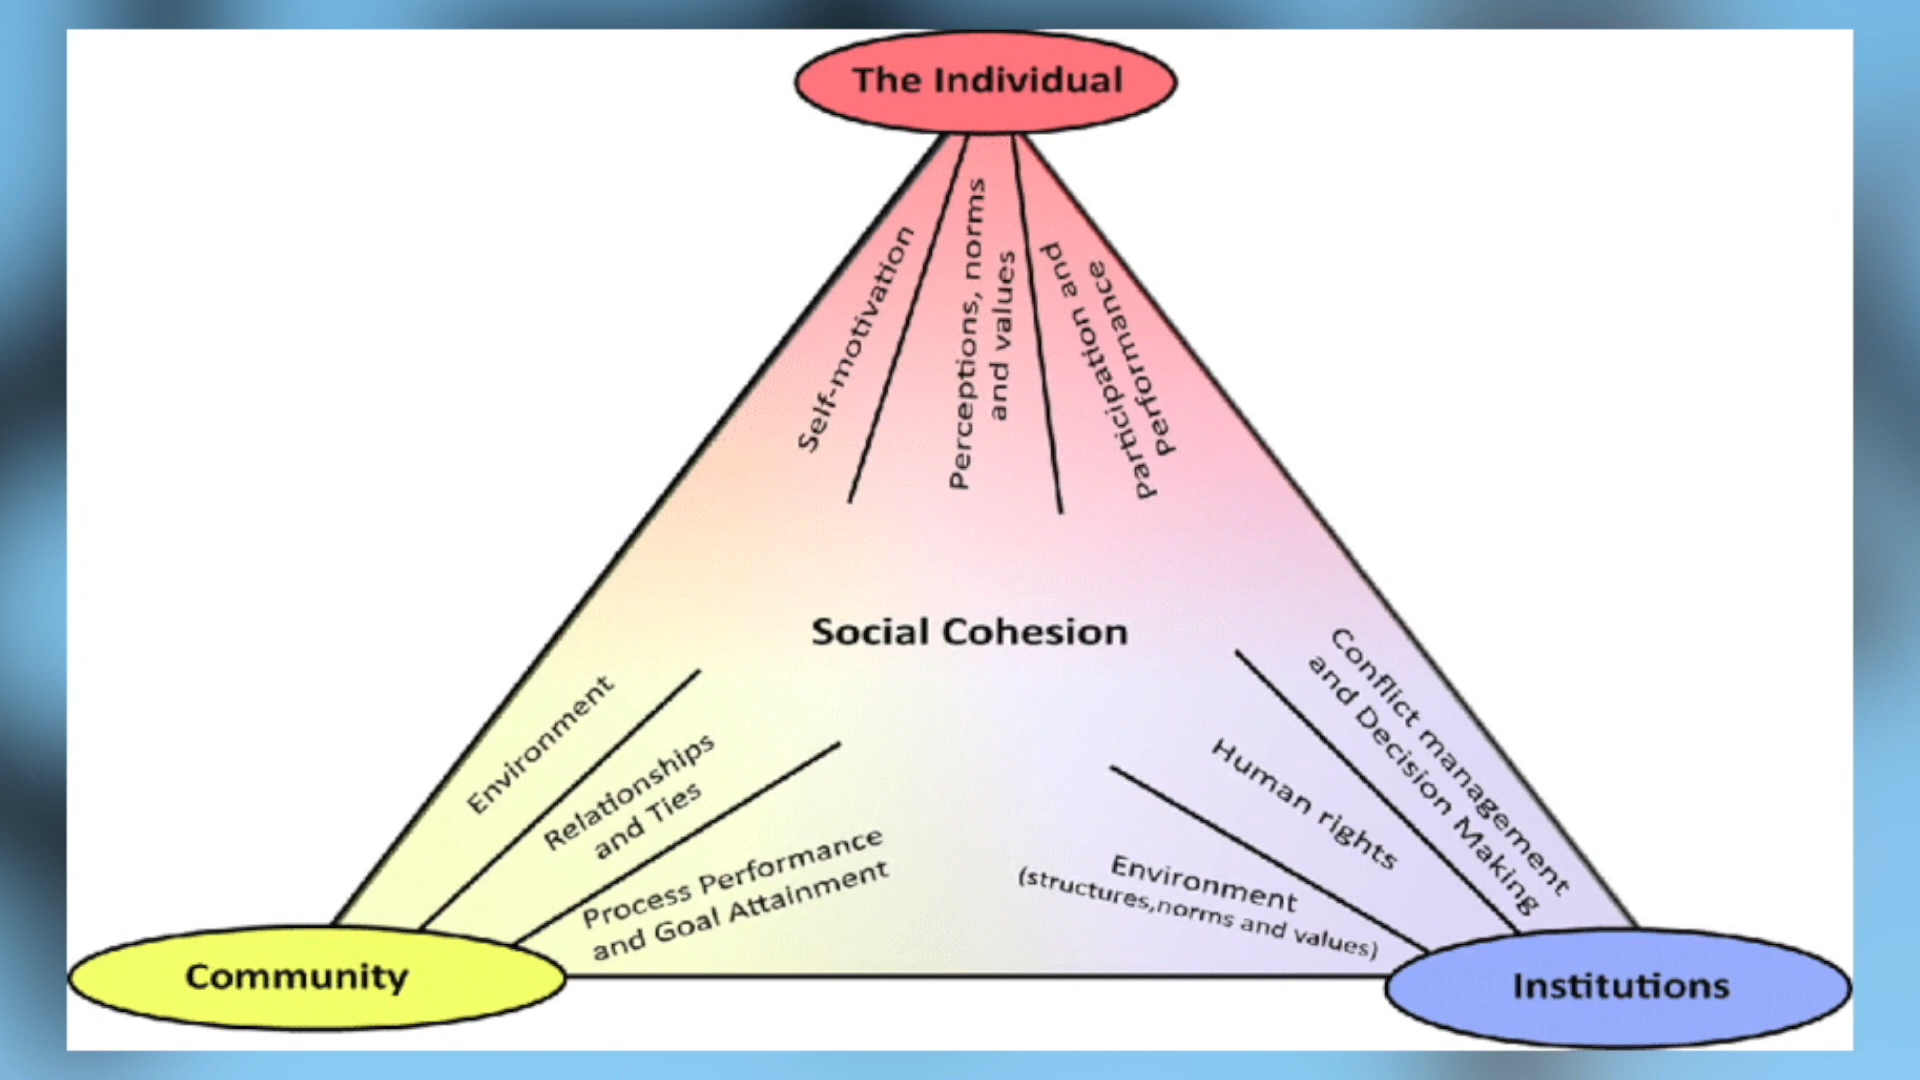 The Individual
Self-motivation
Perceptions, norms
and values
Participation and
Performance
Social Cohesion
Environment
Relationships
and Ties
Process Performance
and Goal Attainment
Conflict management
and Decision Making
Human rights
Environment
(structures,norms and values)
Community
Institutions